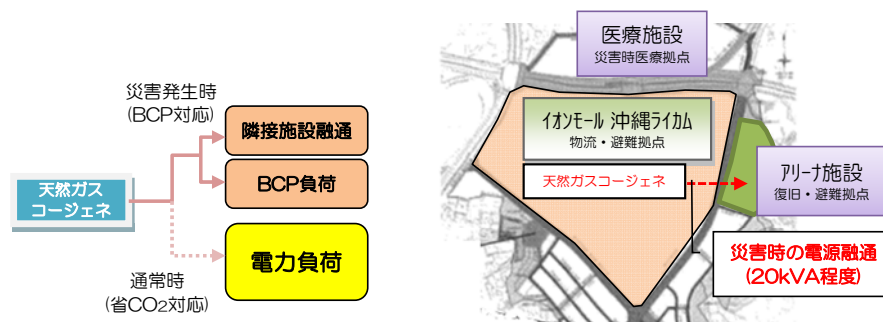 災害発生時
(BCP対応)
隣接施設融通
BCP負荷
天然ガス
コージェネ
電力負荷
通常時
(省CO2対応)
医療施設
災害時医療拠点
イオンモール 沖縄ライカム
物流・避難拠点
天然ガスコージェネ
アリーナ施設
復旧・避難拠点
災害時の電源融通
(20kVA程度)